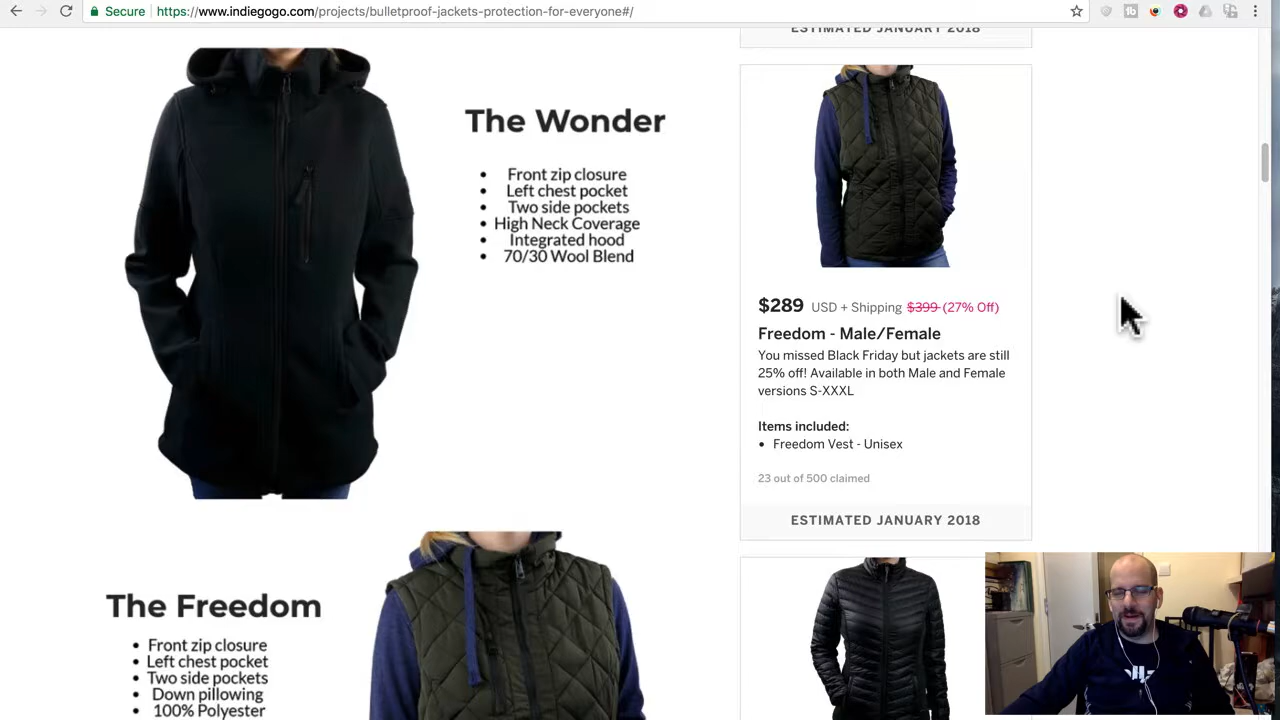 Secure https://www.indiegogo.com/projects/bulletproof-jackets-protection-for-everyone#/
The Wonder
• Front zip closure
• Left chest pocket
• Two side pockets
• High Neck Coverage
• Integrated hood
• 70/30 Wool Blend
The Freedom
• Front zip closure
• Left chest pocket
• Two side pockets
• Down pillowing
• 100% Polyester
ESTIMATED JANUARY 2018
$289 USD + Shipping $399 (27% Off)
Freedom - Male/Female
You missed Black Friday but jackets are still
25% off! Available in both Male and Female
versions S-XXXL
Items included:
• Freedom Vest - Unisex
23 out of 500 claimed
ESTIMATED JANUARY 2018